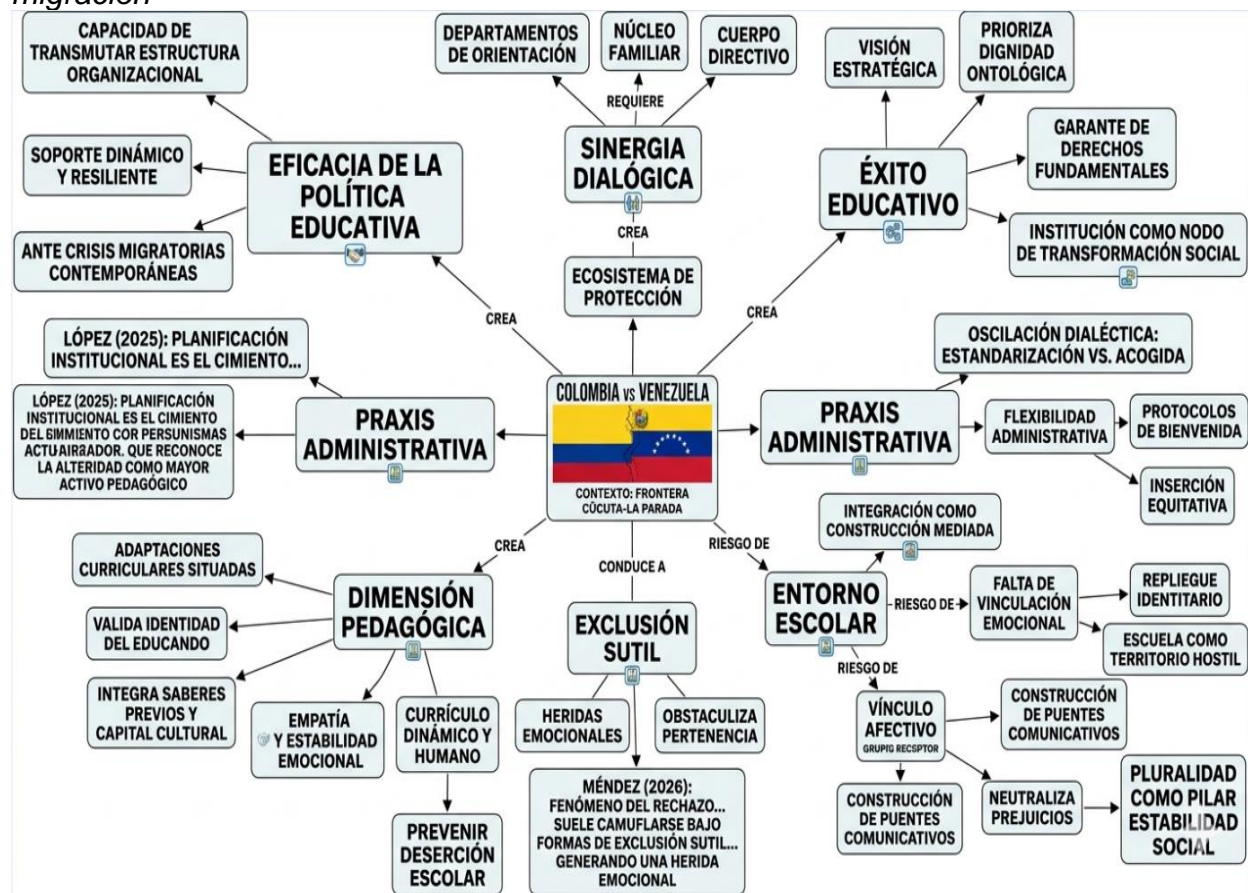 migración
CAPACIDAD DE
TRANSMUTAR ESTRUCTURA
ORGANIZACIONAL
SOPORTE DINÁMICO
Y RESILIENTE
ANTE CRISIS MIGRATORIAS
CONTEMPORÁNEAS
EFICACIA DE LA
POLÍTICA
EDUCATIVA
CREA
DEPARTAMENTOS
DE ORIENTACIÓN
NÚCLEO
FAMILIAR
CUERPO
DIRECTIVO
REQUIERE
SINERGIA
DIALÓGICA
CREA
ECOSISTEMA DE
PROTECCIÓN
VISIÓN
ESTRATÉGICA
PRIORIZA
DIGNIDAD
ONTOLÓGICA
GARANTE DE
DERECHOS
FUNDAMENTALES
INSTITUCIÓN COMO NODO
DE TRANSFORMACIÓN SOCIAL
ÉXITO
EDUCATIVO
CREA
LÓPEZ (2025): PLANIFICACIÓN
INSTITUCIONAL ES EL CIMIENTO...
LÓPEZ (2025): PLANIFICACIÓN
INSTITUCIONAL ES EL CIMIENTO
DEL COR PERSUNISMAS
QUE RECONOCE
LA ALTERIDAD COMO MAYOR
ACTIVO PEDAGÓGICO
PRAXIS
ADMINISTRATIVA
COLOMBIA vs VENEZUELA
CONTEXTO: FRONTERA
CÚCUTA-LA PARADA
PRAXIS
ADMINISTRATIVA
OSCILACIÓN DIALÉCTICA:
ESTANDARIZACIÓN VS. ACOGIDA
FLEXIBILIDAD
ADMINISTRATIVA
PROTOCOLOS
DE BIENVENIDA
INSERCIÓN
EQUITATIVA
CREA
DIMENSIÓN
PEDAGÓGICA
ADAPTACIONES
CURRICULARES SITUADAS
VALIDA IDENTIDAD
DEL EDUCANDO
INTEGRA SABERES
PREVIOS Y
CAPITAL CULTURAL
EMPATÍA
Y ESTABILIDAD
EMOCIONAL
CURRÍCULO
DINÁMICO Y
HUMANO
PREVENIR
DESERCIÓN
ESCOLAR
CONDUCE A
EXCLUSIÓN
SUTIL
HERIDAS
EMOCIONALES
OBSTACULIZA
PERTENENCIA
MÉNDEZ (2026):
FENÓMENO DEL RECHAZO...
SUELE CAMUFLARSE BAJO
FORMAS DE EXCLUSIÓN SUTIL...
GENERANDO UNA HERIDA
EMOCIONAL
RIESGO DE
ENTORNO
ESCOLAR
INTEGRACIÓN COMO
CONSTRUCCIÓN MEDIADA
RIESGO DE
FALTA DE
VINCULACIÓN
EMOCIONAL
REPLIEGUE
IDENTITARIO
ESCUELA COMO
TERRITORIO HOSTIL
RIESGO DE
VÍNCULO
AFECTIVO
CONSTRUCCIÓN
DE PUENTES
COMUNICATIVOS
CONSTRUCCIÓN
DE PUENTES
COMUNICATIVOS
NEUTRALIZA
PREJUICIOS
PLURALIDAD
COMO PILAR
ESTABILIDAD
SOCIAL